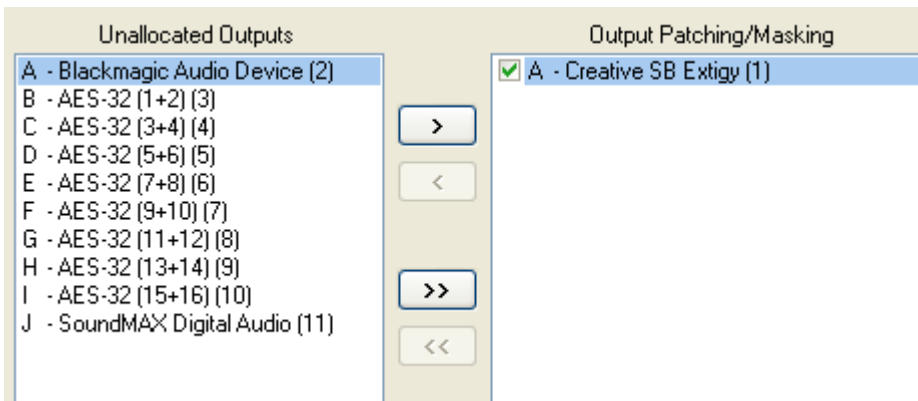 Unallocated Outputs
A - Blackmagic Audio Device (2)
B - AES-32 (1+2) (3)
C - AES-32 (3+4) (4)
D - AES-32 (5+6) (5)
E - AES-32 (7+8) (6)
F - AES-32 (9+10) (7)
G - AES-32 (11+12) (8)
H - AES-32 (13+14) (9)
I - AES-32 (15+16) (10)
J - SoundMAX Digital Audio (11)
>
<
>>
<<
Output Patching/Masking
A - Creative SB Extigy (1)